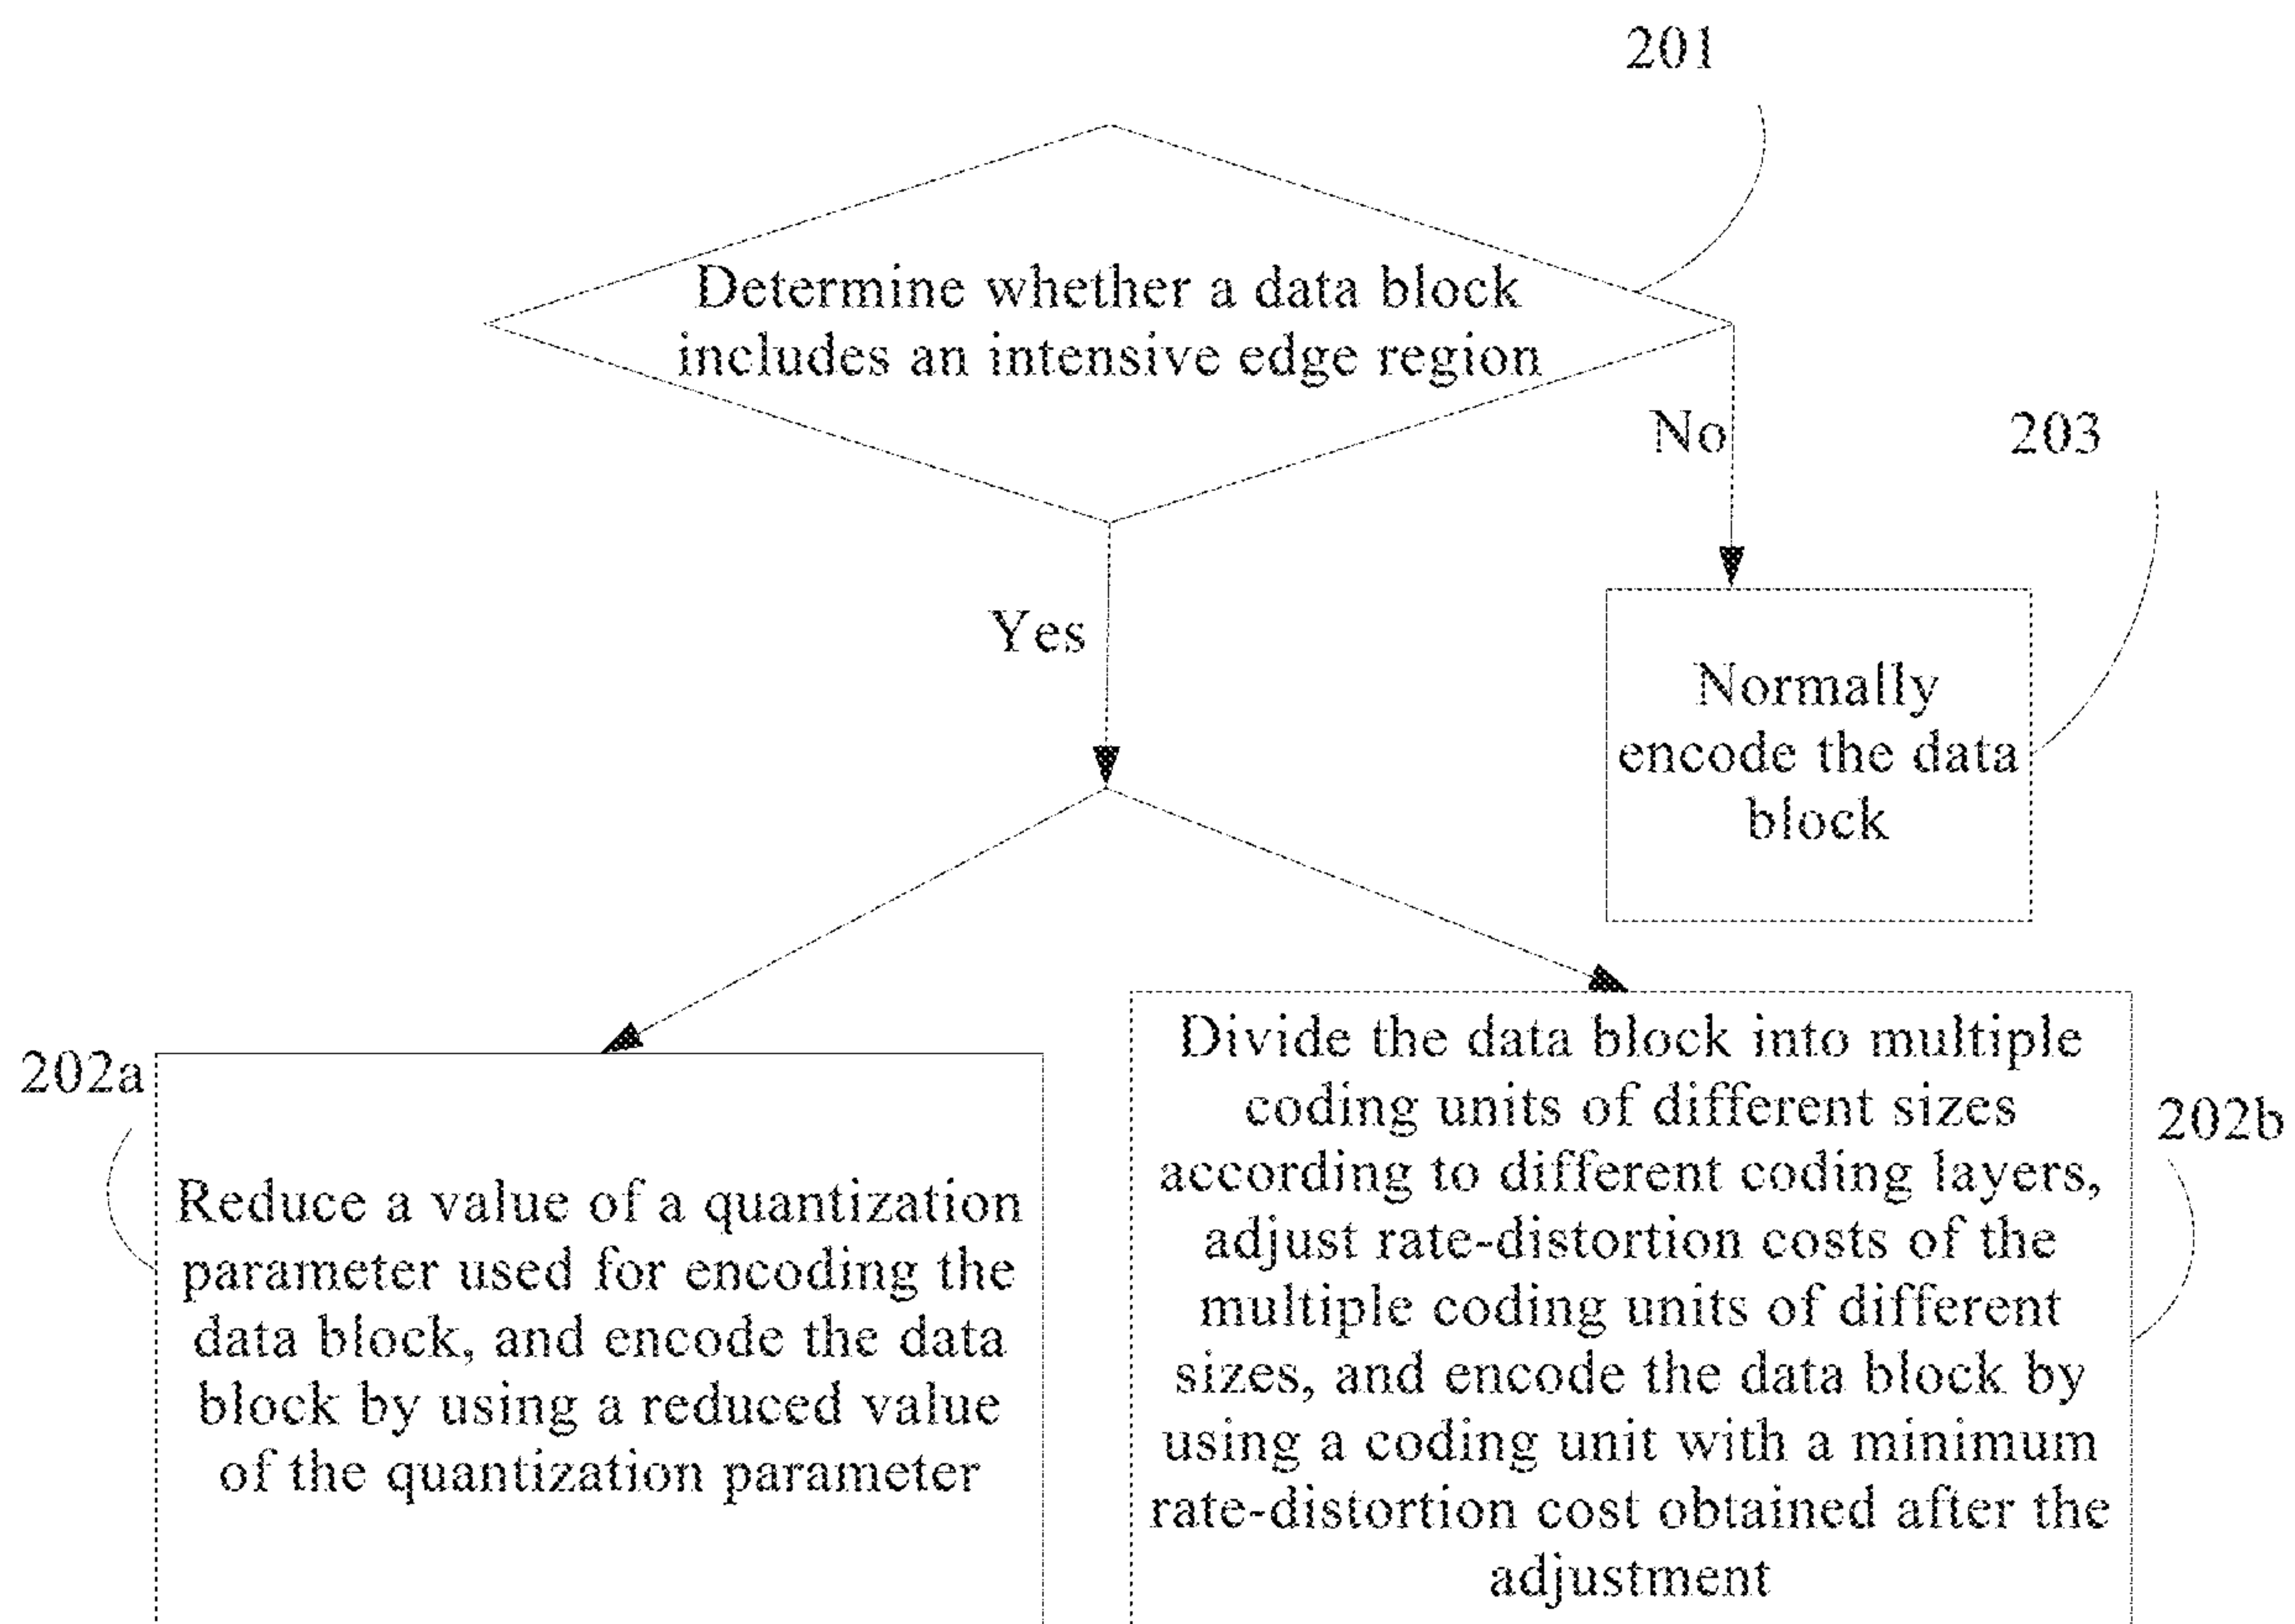 201
Determine whether a data block
includes an intensive edge region
No
203
Yes
Normally
encode the data
block
202a
Reduce a value of a quantization
parameter used for encoding the
data block, and encode the data
block by using a reduced value
of the quantization parameter
Divide the data block into multiple
coding units of different sizes
according to different coding layers,
adjust rate-distortion costs of the
multiple coding units of different
sizes, and encode the data block by
using a coding unit with a minimum
rate-distortion cost obtained after the
adjustment
202b